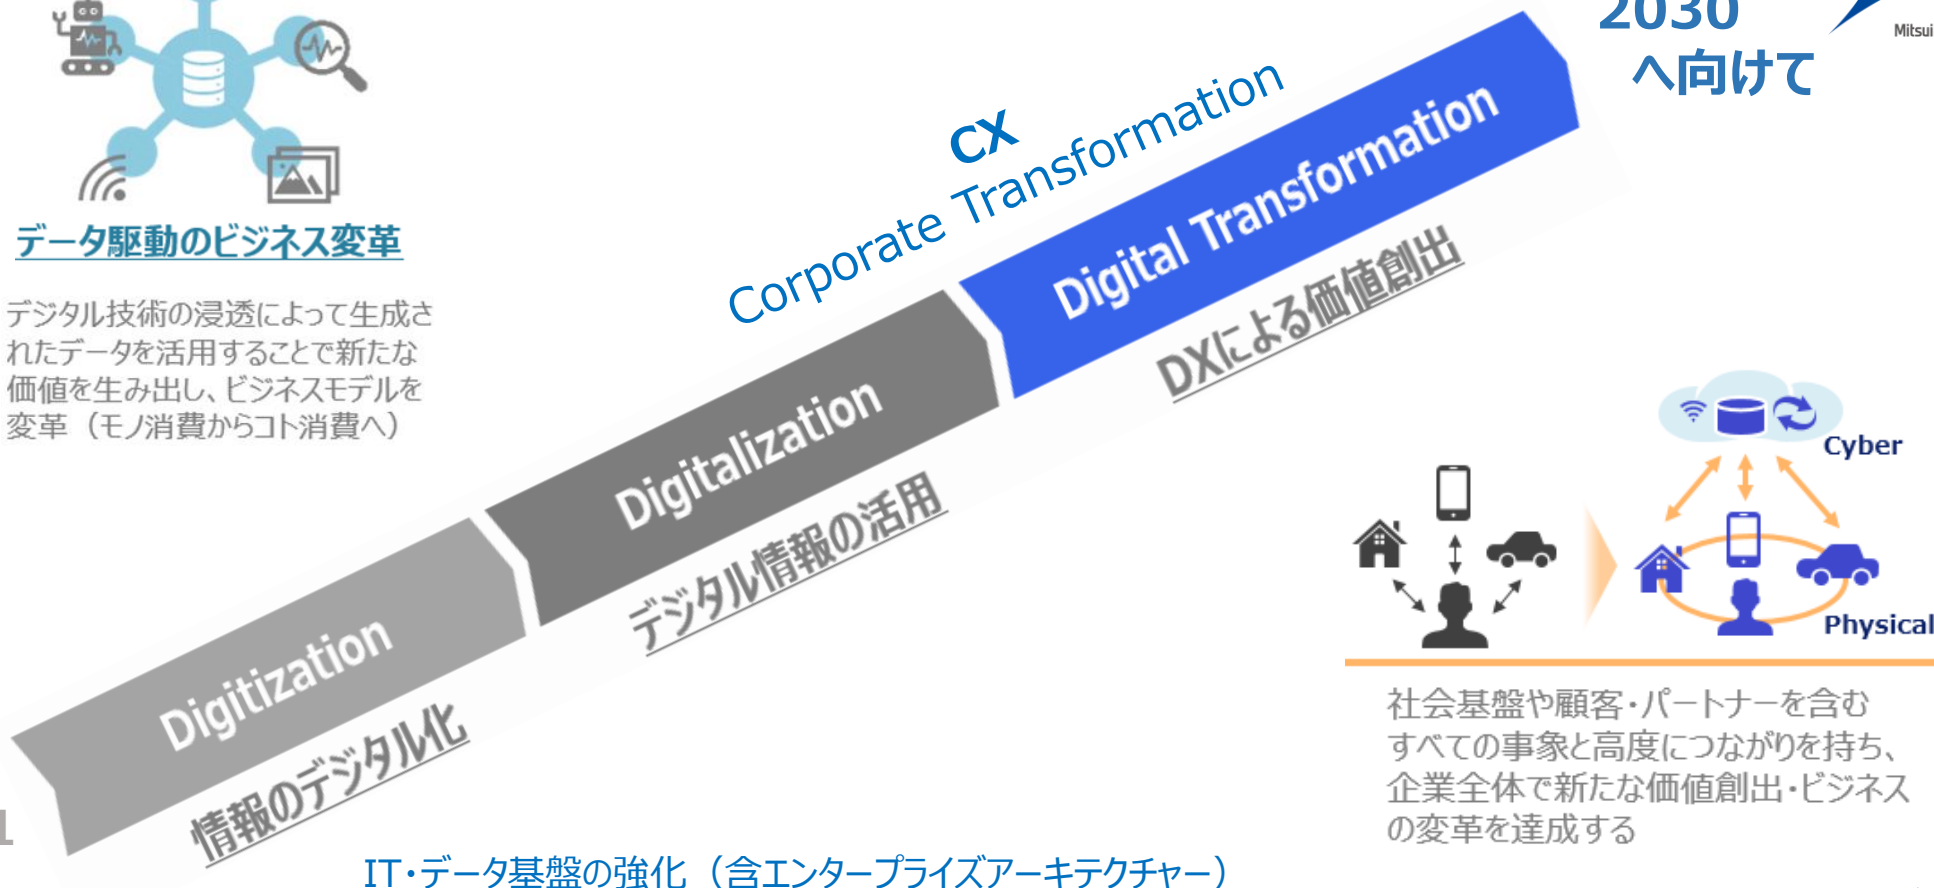 2030
へ向けて
Mitsui
CX
Corporate Transformation
Digital Transformation
DXによる価値創出
データ駆動のビジネス変革
デジタル技術の浸透によって生成さ
れたデータを活用することで新たな
価値を生み出し、ビジネスモデルを
変革（モノ消費からコト消費へ）
Digitalization
デジタル情報の活用
Digitization
情報のデジタル化
Cyber
Physical
社会基盤や顧客・パートナーを含む
すべての事象と高度につながりを持ち、
企業全体で新たな価値創出・ビジネス
の変革を達成する
1
IT・データ基盤の強化（含エンタープライズアーキテクチャー）